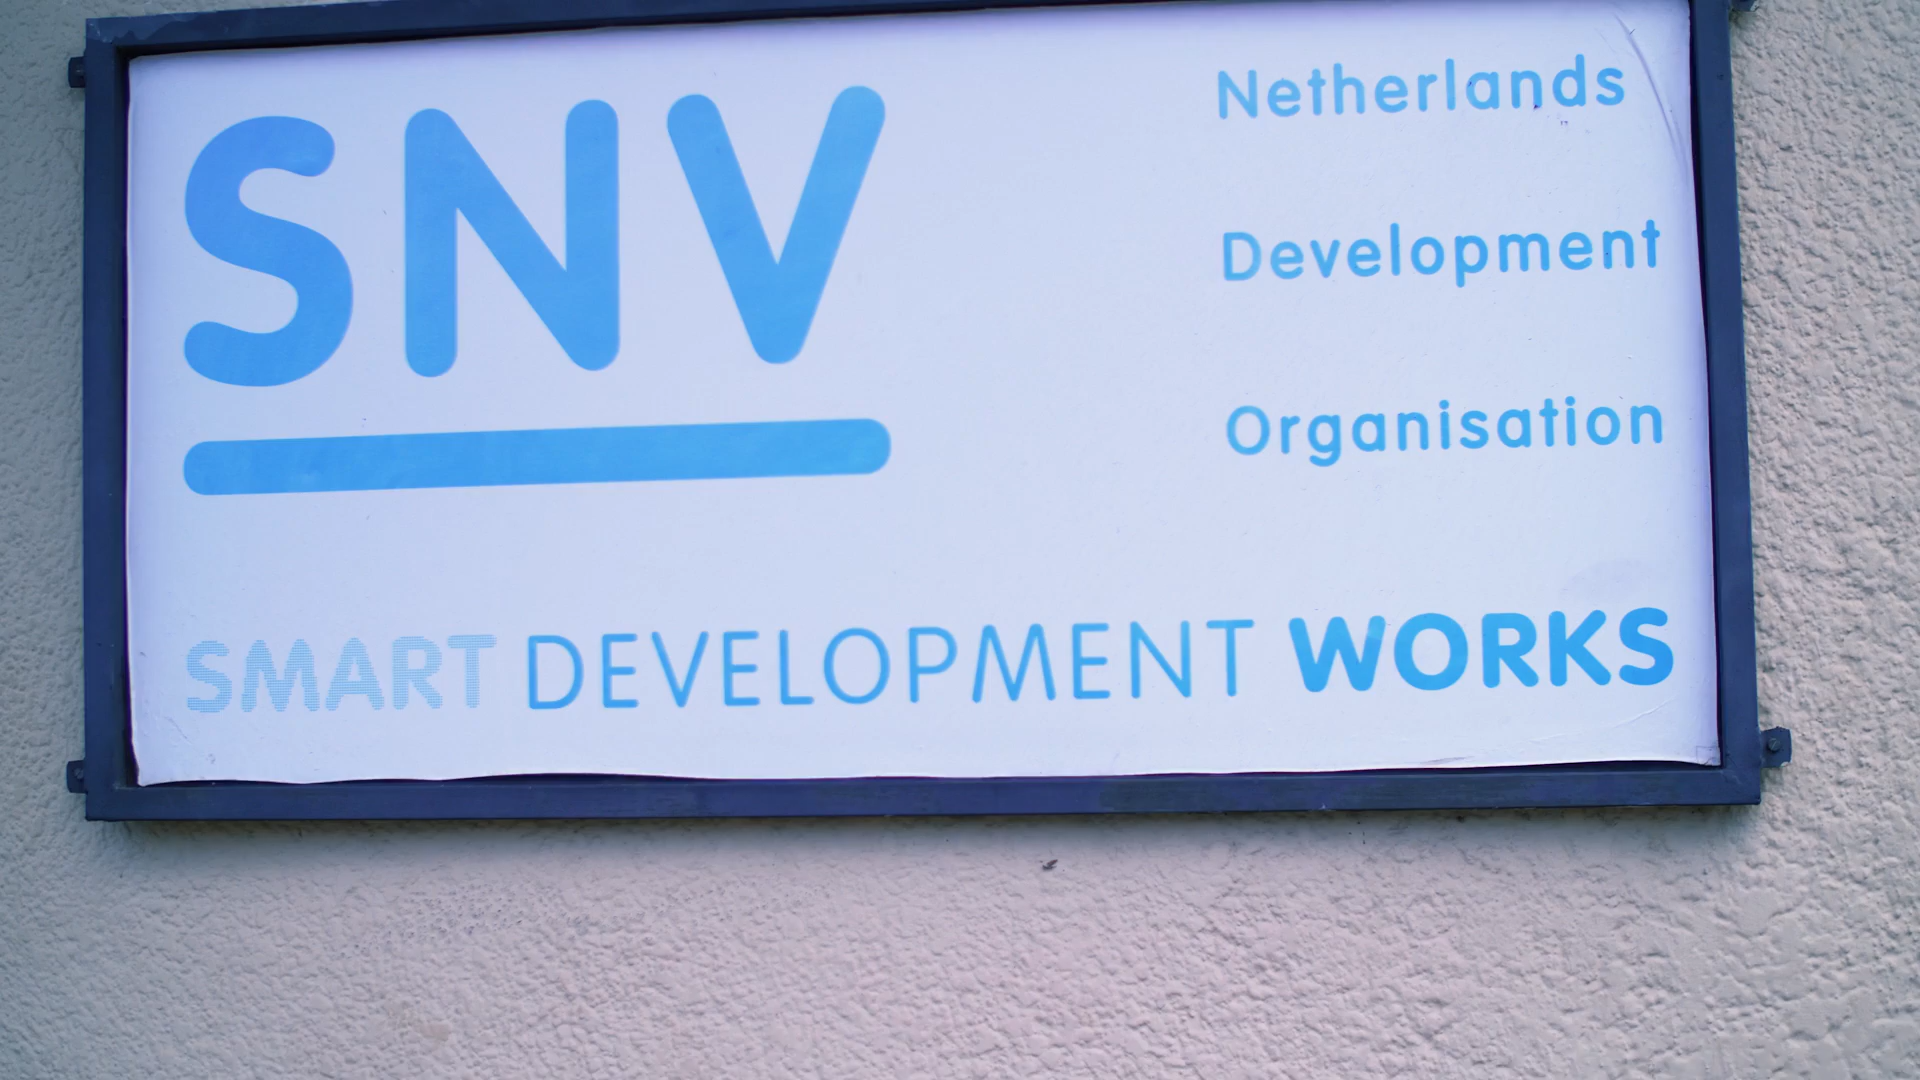 SNV
Netherlands
Development
Organisation
SMART DEVELOPMENT WORKS